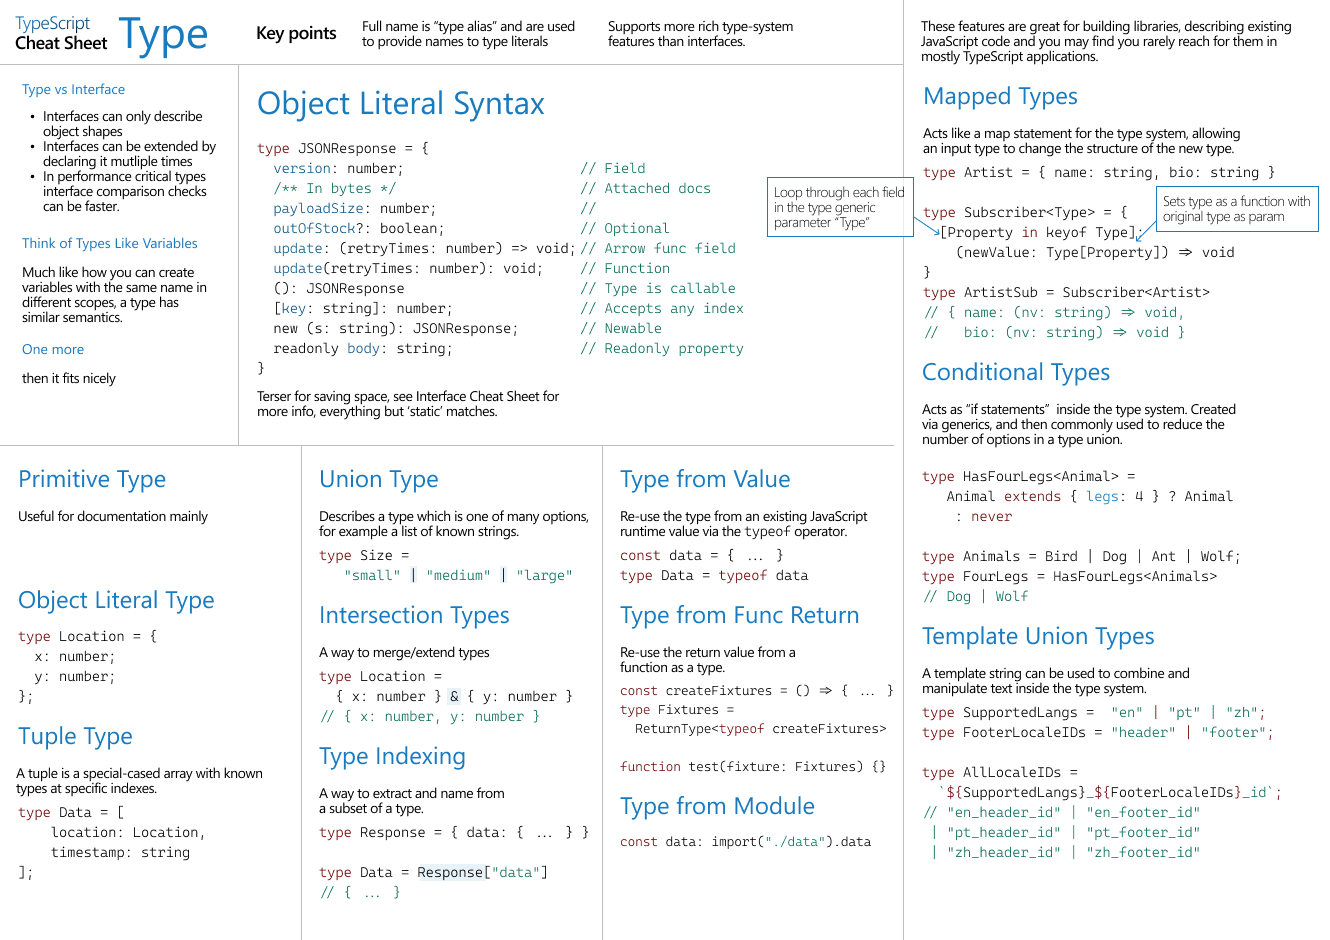 TypeScript
Cheat Sheet
Type
Key points
Full name is “type alias” and are used
to provide names to type literals
Supports more rich type-system
features than interfaces.
Type vs Interface
• Interfaces can only describe
object shapes
• Interfaces can be extended by
declaring it mutliple times
• In performance critical types
interface comparison checks
can be faster.
Think of Types Like Variables
Much like how you can create
variables with the same name in
different scopes, a type has
similar semantics.
One more
then it fits nicely
Object Literal Syntax
type JSONResponse = {
version: number; // Field
/** In bytes */ // Attached docs
payloadSize: number; //
outOfStock?: boolean; // Optional
update: (retryTimes: number) => void; // Arrow func field
update(retryTimes: number): void; // Function
(): JSONResponse // Type is callable
[key: string]: number; // Accepts any index
new (s: string): JSONResponse; // Newable
readonly body: string; // Readonly property
}
Terser for saving space, see Interface Cheat Sheet for
more info, everything but ‘static’ matches.
Primitive Type
Useful for documentation mainly
Object Literal Type
type Location = {
x: number;
y: number;
};
Tuple Type
A tuple is a special-cased array with known
types at specific indexes.
type Data = [
location: Location,
timestamp: string
];
Union Type
Describes a type which is one of many options,
for example a list of known strings.
type Size =
"small" | "medium" | "large"
Intersection Types
A way to merge/extend types
type Location =
{ x: number } & { y: number }
// { x: number, y: number }
Type Indexing
A way to extract and name from
a subset of a type.
type Response = { data: { ... } }
type Data = Response["data"]
// { ... }
Type from Value
Re-use the type from an existing JavaScript
runtime value via the typeof operator.
const data = { ... }
type Data = typeof data
Type from Func Return
Re-use the return value from a
function as a type.
const createFixtures = () => { ... }
type Fixtures =
ReturnType<typeof createFixtures>
function test(fixture: Fixtures) {}
Type from Module
const data: import("./data").data
These features are great for building libraries, describing existing
JavaScript code and you may find you rarely reach for them in
mostly TypeScript applications.
Mapped Types
Acts like a map statement for the type system, allowing
an input type to change the structure of the new type.
type Artist = { name: string, bio: string }
Loop through each field
in the type generic
parameter “Type”
Sets type as a function with
original type as param
type Subscriber<Type> = {
[Property in keyof Type]:
(newValue: Type[Property]) => void
}
type ArtistSub = Subscriber<Artist>
// { name: (nv: string) => void,
// bio: (nv: string) => void }
Conditional Types
Acts as “if statements” inside the type system. Created
via generics, and then commonly used to reduce the
number of options in a type union.
type HasFourLegs<Animal> =
Animal extends { legs: 4 } ? Animal
: never
type Animals = Bird | Dog | Ant | Wolf;
type FourLegs = HasFourLegs<Animals>
// Dog | Wolf
Template Union Types
A template string can be used to combine and
manipulate text inside the type system.
type SupportedLangs = "en" | "pt" | "zh";
type FooterLocaleIDs = "header" | "footer";
type AllLocaleIDs =
`${SupportedLangs}_${FooterLocaleIDs}_id`;
// "en_header_id" | "en_footer_id"
| "pt_header_id" | "pt_footer_id"
| "zh_header_id" | "zh_footer_id"